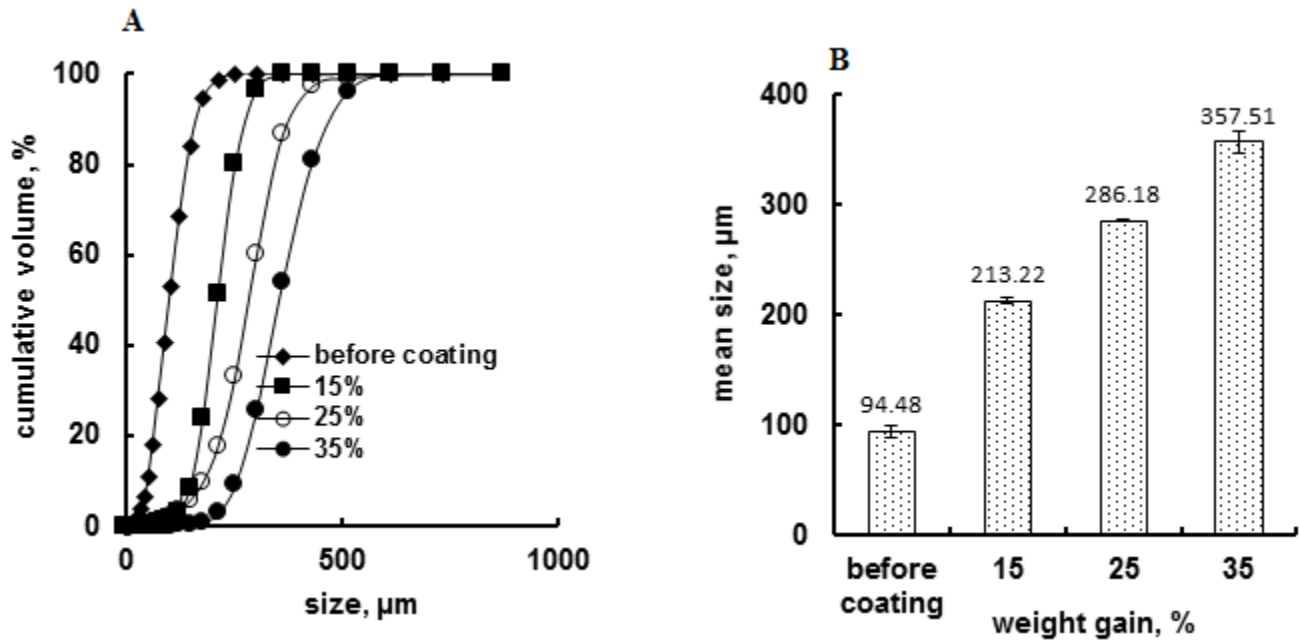 A
100
80
60
40
20
0
cumulative volume, %
before coating
15%
25%
35%
0 500 1000
size, µm
B
400
300
200
100
0
mean size, µm
94.48
213.22
286.18
357.51
before 15 25 35
coating
weight gain, %